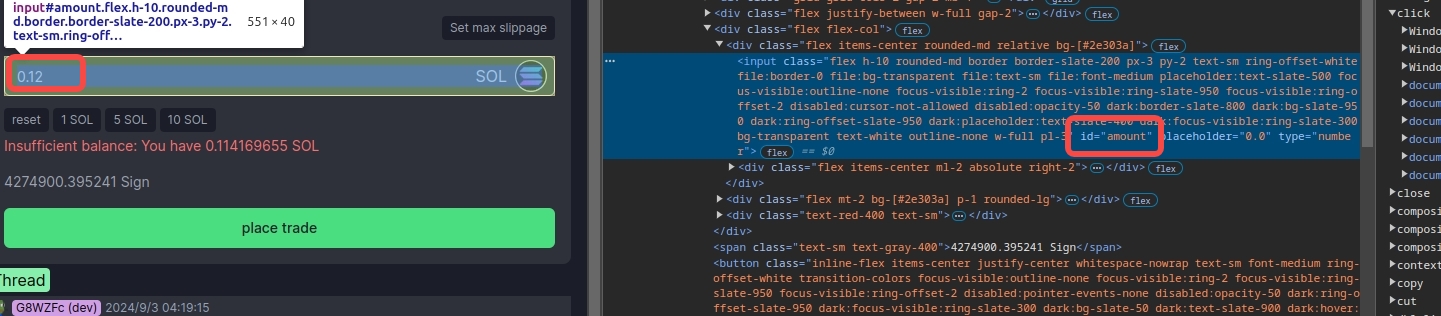 input#amount.flex.h-10.rounded-m
d.border.border-slate-200.px-3.py-2.
text-sm.ring-off…
551 × 40
Set max slippage
0.12
SOL
reset
1 SOL
5 SOL
10 SOL
Insufficient balance: You have 0.114169655 SOL
4274900.395241 Sign
place trade
Thread
G8WZFc (dev)
2024/9/3 04:19:15
<div class="flex justify-between w-full gap-2">…</div> flex
<div class="flex flex-col"> flex
<div class="flex items-center rounded-md relative bg-[#2e303a]"> flex
<input class="flex h-10 rounded-md border border-slate-200 px-3 py-2 text-sm ring-offset-white
file:border-0 file:bg-transparent file:text-sm file:font-medium placeholder:text-slate-500 foc
us-visible:outline-none focus-visible:ring-2 focus-visible:ring-slate-950 focus-visible:ring-o
ffset-2 disabled:cursor-not-allowed disabled:opacity-50 dark:border-slate-800 dark:bg-slate-95
0 dark:ring-offset-slate-950 dark:placeholder:text-slate-400 dark:focus-visible:ring-slate-300
bg-transparent text-white outline-none w-full pl-3" id="amount" placeholder="0.0" type="numbe
r"> flex == $0
<div class="flex items-center ml-2 absolute right-2">…</div> flex
</div>
<div class="flex mt-2 bg-[#2e303a] p-1 rounded-lg">…</div> flex
<div class="text-red-400 text-sm">…</div>
</div>
<span class="text-sm text-gray-400">4274900.395241 Sign</span>
<button class="inline-flex items-center justify-center whitespace-nowrap text-sm font-medium ring-
offset-white transition-colors focus-visible:outline-none focus-visible:ring-2 focus-visible:ring-
slate-950 focus-visible:ring-offset-2 disabled:pointer-events-none disabled:opacity-50 dark:ring-o
ffset-slate-950 dark:focus-visible:ring-slate-300 dark:bg-slate-50 dark:text-slate-900 dark:hover:
click
Windo
Windo
Windo
docum
docum
docum
docum
docum
docum
close
composi
composi
composi
context
copy
cut